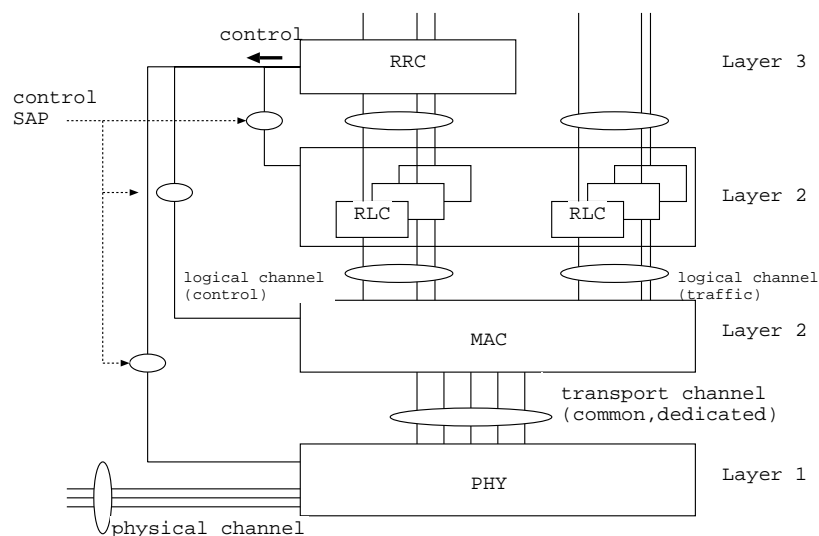 control
RRC
Layer 3
control
SAP
Layer 2
RLC
RLC
logical channel
(control)
logical channel
(traffic)
Layer 2
MAC
transport channel
(common,dedicated)
PHY
Layer 1
physical channel